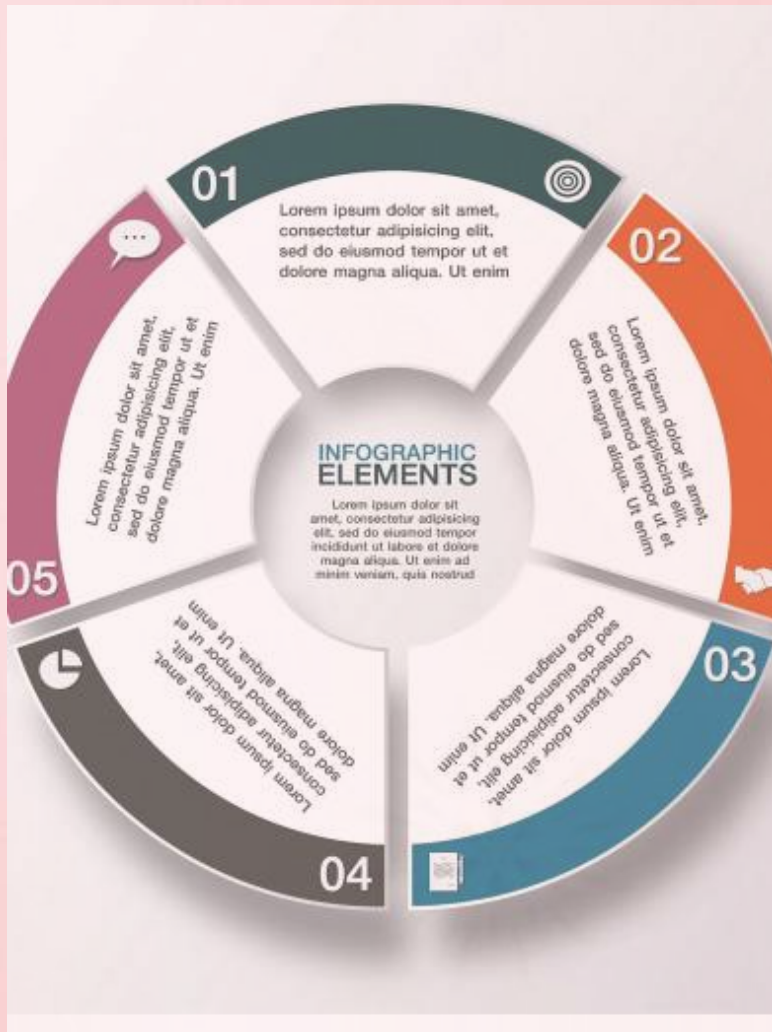 01
Lorem ipsum dolor sit amet,
consectetur adipisicing elit,
sed do eiusmod tempor ut et
dolore magna aliqua. Ut enim
02
Lorem ipsum dolor sit amet,
consectetur adipisicing elit,
sed do eiusmod tempor ut et
dolore magna aliqua. Ut enim
03
Lorem ipsum dolor sit amet,
consectetur adipisicing elit,
sed do eiusmod tempor ut et
dolore magna aliqua. Ut enim
04
Lorem ipsum dolor sit amet,
consectetur adipisicing elit,
sed do eiusmod tempor ut et
dolore magna aliqua. Ut enim
05
Lorem ipsum dolor sit amet,
consectetur adipisicing elit,
sed do eiusmod tempor ut et
dolore magna aliqua. Ut enim
INFOGRAPHIC
ELEMENTS
Lorem ipsum dolor sit
amet, consectetur adipisicing
elit, sed do eiusmod tempor
incididunt ut labore et dolore
magna aliqua. Ut enim ad
minim veniam, quis nostrud